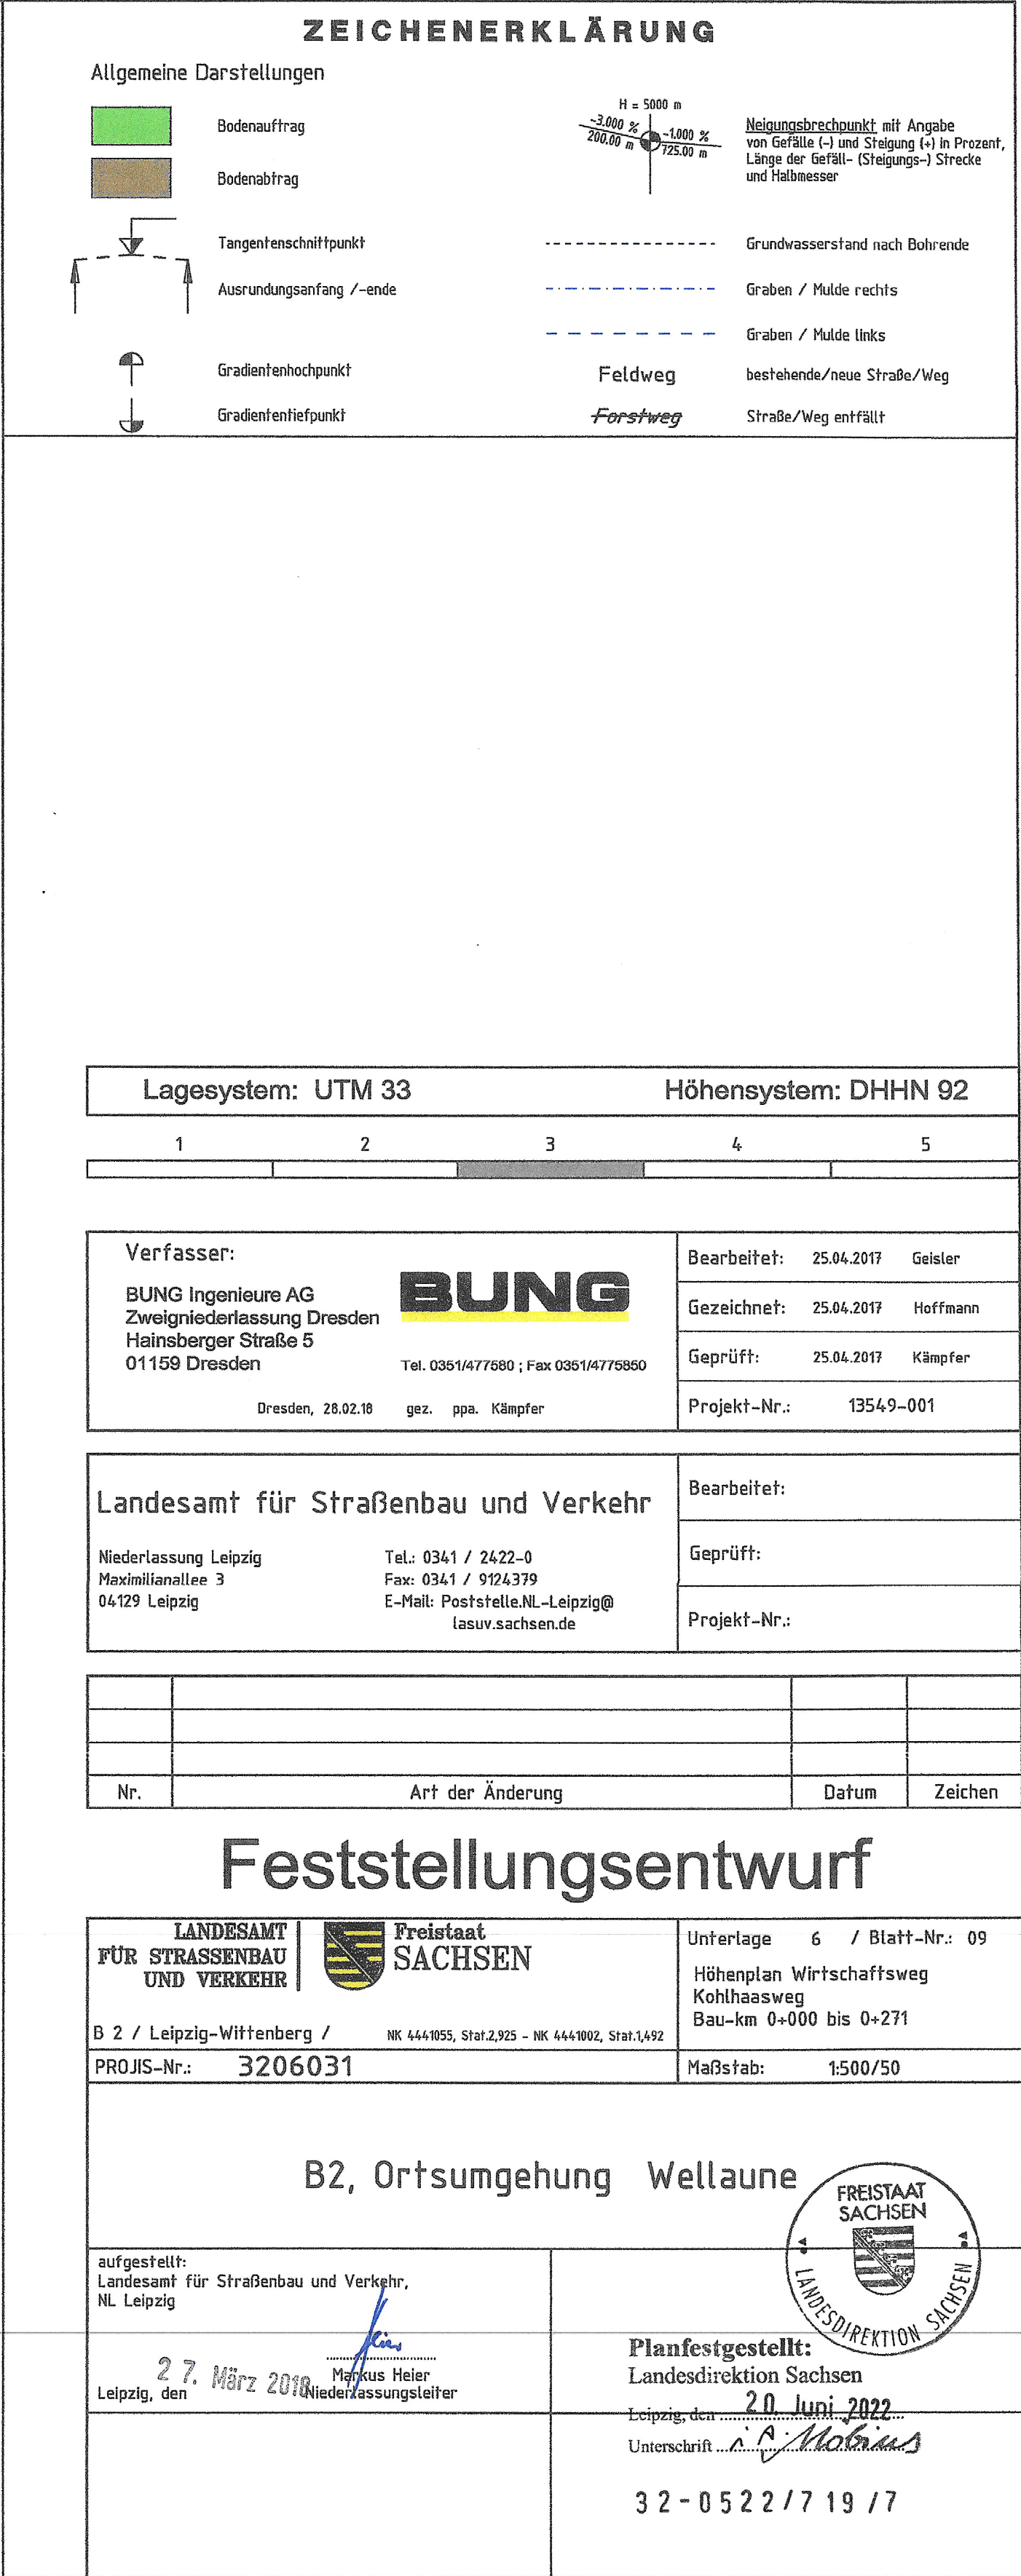 ZEICHENERKLÄRUNG
Allgemeine Darstellungen
Bodenauftrag
Bodenabtrag
Tangentenschnittpunkt
Ausrundungsanfang /-ende
Gradientenhochpunkt
Gradiententiefpunkt
H = 5000 m
-3.000 %
200.00 m
-1.000 %
725.00 m
Neigungsbrechpunkt mit Angabe
von Gefälle (-) und Steigung (+) in Prozent,
Länge der Gefäll- (Steigungs-) Strecke
und Halbmesser
Grundwasserstand nach Bohrende
Graben / Mulde rechts
Graben / Mulde links
Feldweg
bestehende/neue Straße/Weg
Forstweg
Straße/Weg entfällt
Lagesystem: UTM 33
Höhensystem: DHHN 92
1 2 3 4 5
Verfasser:
BUNG Ingenieure AG
Zweigniederlassung Dresden
Hainsberger Straße 5
01159 Dresden
BUNG
Tel. 0351/477580 ; Fax 0351/4775850
Dresden, 28.02.18 gez. ppa. Kämpfer
Bearbeitet: 25.04.2017 Geisler
Gezeichnet: 25.04.2017 Hoffmann
Geprüft: 25.04.2017 Kämpfer
Projekt-Nr.: 13549-001
Landesamt für Straßenbau und Verkehr
Niederlassung Leipzig
Maximilianallee 3
04129 Leipzig
Tel.: 0341 / 2422-0
Fax: 0341 / 9124379
E-Mail: Poststelle.NL-Leipzig@
lasuv.sachsen.de
Bearbeitet:
Geprüft:
Projekt-Nr.:
Nr. Art der Änderung Datum Zeichen
Feststellungsentwurf
LANDESAMT
FÜR STRASSENBAU
UND VERKEHR
Freistaat
SACHSEN
Unterlage 6 / Blatt-Nr.: 09
Höhenplan Wirtschaftsweg
Kohlhaasweg
Bau-km 0+000 bis 0+271
B 2 / Leipzig-Wittenberg / NK 4441055, Stat.2,925 - NK 4441002, Stat.1,492
PROJIS-Nr.: 3206031
Maßstab: 1:500/50
B2, Ortsumgehung Wellaune
FREISTAAT
SACHSEN
LANDESDIREKTION SACHSEN
aufgestellt:
Landesamt für Straßenbau und Verkehr,
NL Leipzig
Leipzig, den 27. März 2018
Markus Heier
Niederlassungsleiter
Planfestgestellt:
Landesdirektion Sachsen
Leipzig, den 20. Juni 2022
Unterschrift i. A. Möbius
32-0522/719/7